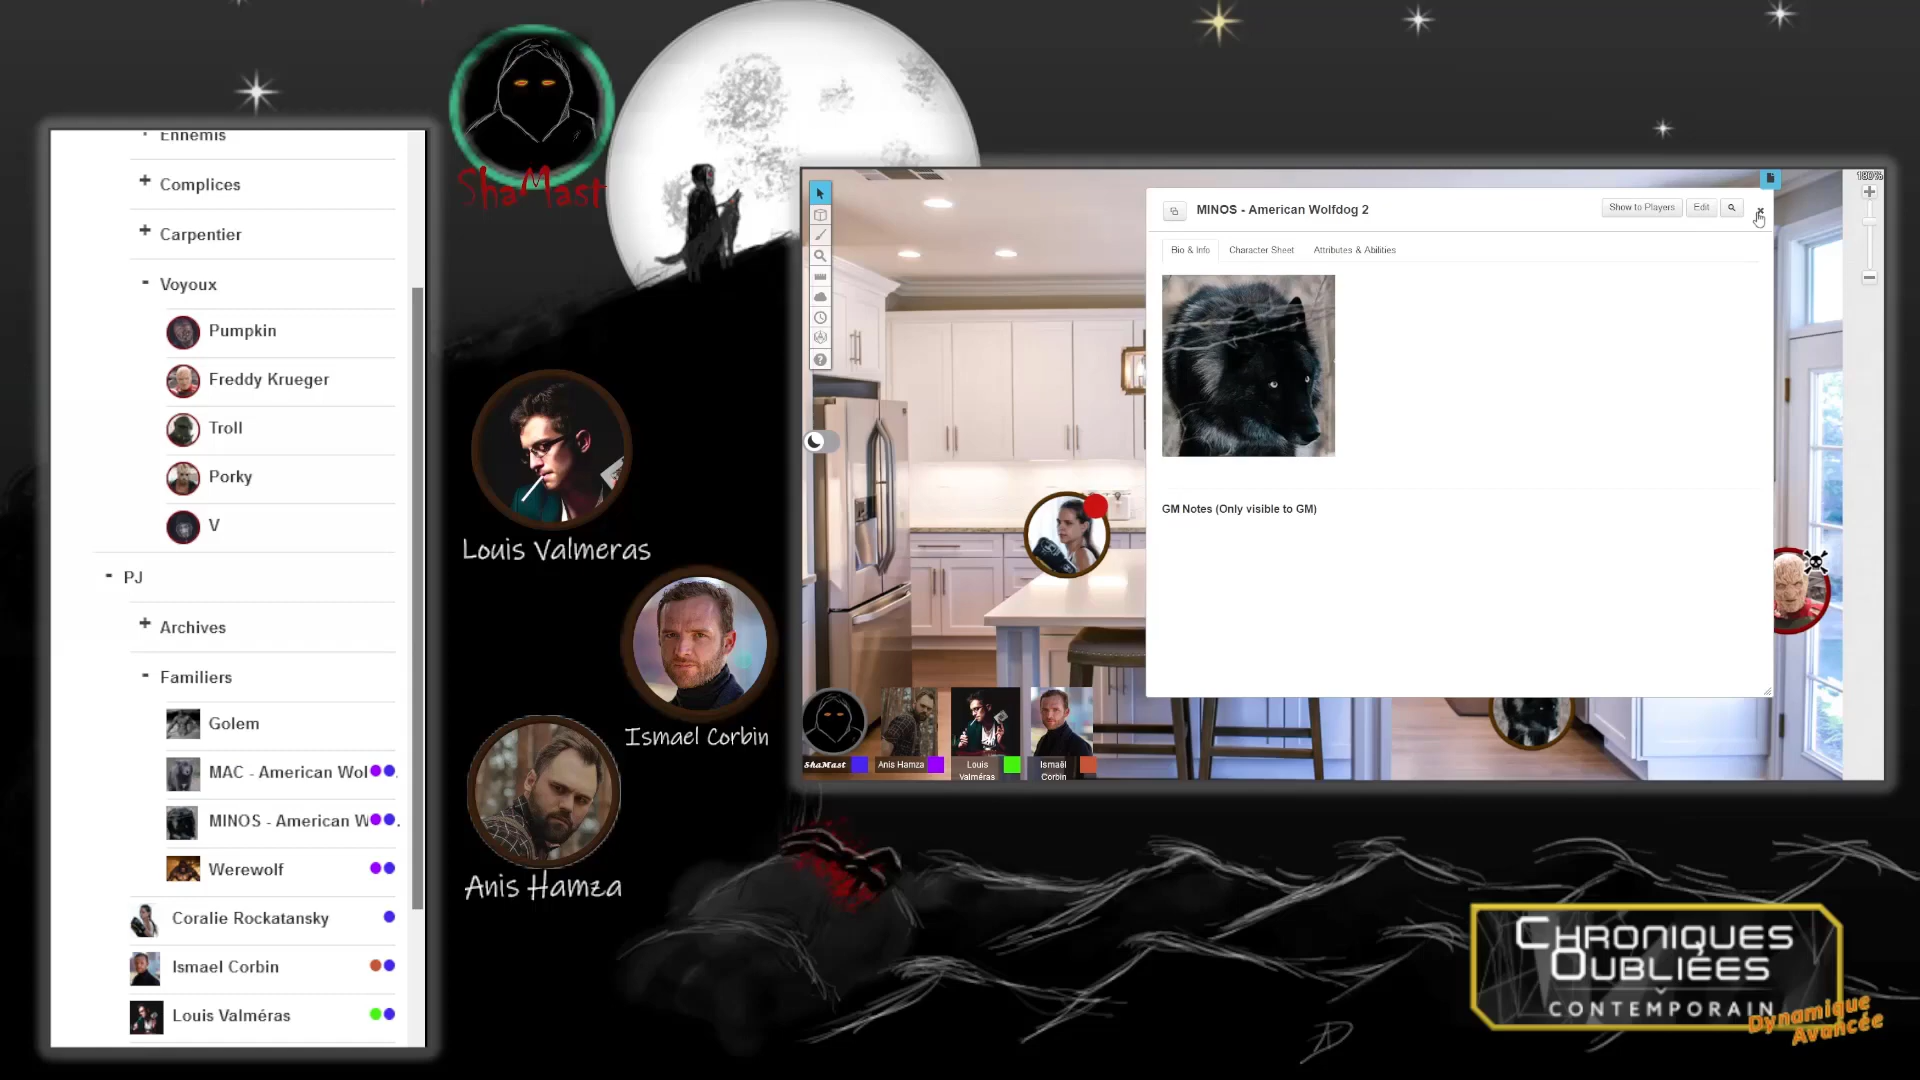 Ennemis
+ Complices
+ Carpentier
- Voyoux
Pumpkin
Freddy Krueger
Troll
Porky
V
- PJ
+ Archives
- Familiers
Golem
MAC - American Wol
MINOS - American W
Werewolf
Coralie Rockatansky
Ismael Corbin
Louis Valméras
ShaMast
Louis Valmeras
Ismael Corbin
Anis Hamza
MINOS - American Wolfdog 2
Show to Players
Edit
Bio & Info
Character Sheet
Attributes & Abilities
GM Notes (Only visible to GM)
180%
ShaMast
Anis Hamza
Louis
Valméras
Ismaël
Corbin
CHRONIQUES
OUBLIÉES
CONTEMPORAIN
Dynamique
Avancée